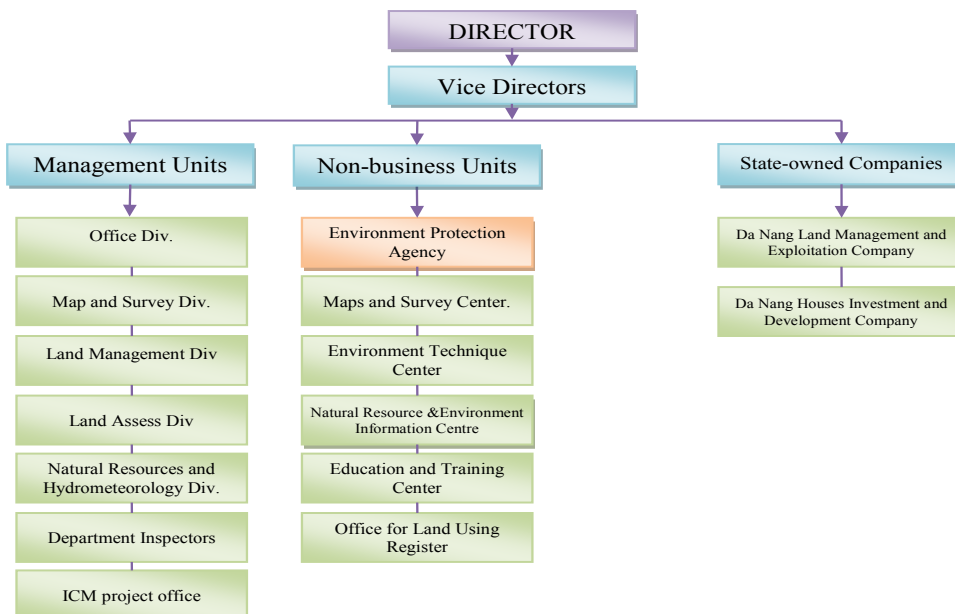 DIRECTOR
Vice Directors
Management Units
Non-business Units
State-owned Companies
Office Div.
Map and Survey Div.
Land Management Div
Land Assess Div
Natural Resources and
Hydrometeorology Div.
Department Inspectors
ICM project office
Environment Protection
Agency
Maps and Survey Center.
Environment Technique
Center
Natural Resource &Environment
Information Centre
Education and Training
Center
Office for Land Using
Register
Da Nang Land Management and
Exploitation Company
Da Nang Houses Investment and
Development Company